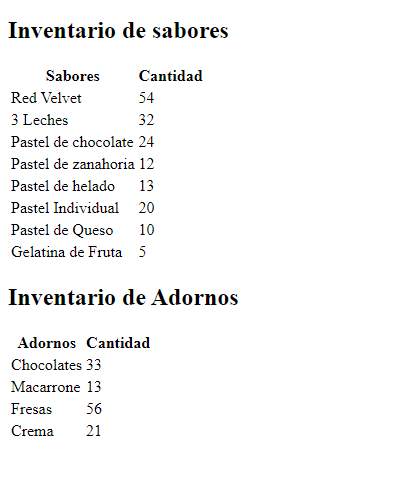 Inventario de sabores
Sabores Cantidad
Red Velvet 54
3 Leches 32
Pastel de chocolate 24
Pastel de zanahoria 12
Pastel de helado 13
Pastel Individual 20
Pastel de Queso 10
Gelatina de Fruta 5
Inventario de Adornos
Adornos Cantidad
Chocolates 33
Macarrone 13
Fresas 56
Crema 21